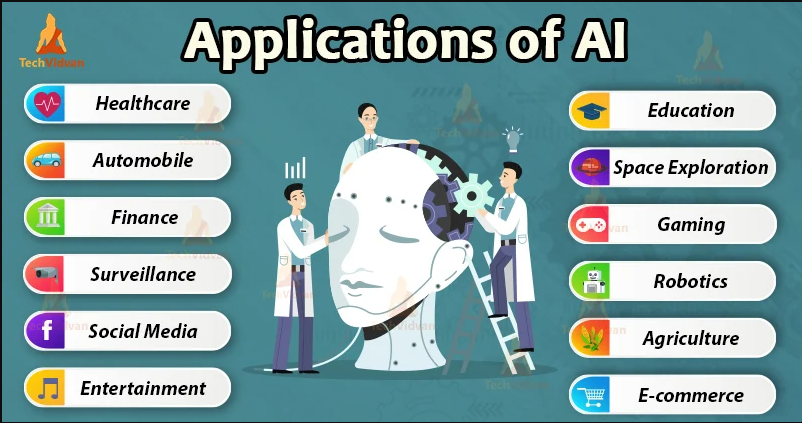 Applications of AI
TechVidvan
Healthcare
Automobile
Finance
Surveillance
Social Media
Entertainment
Education
Space Exploration
Gaming
Robotics
Agriculture
E-commerce